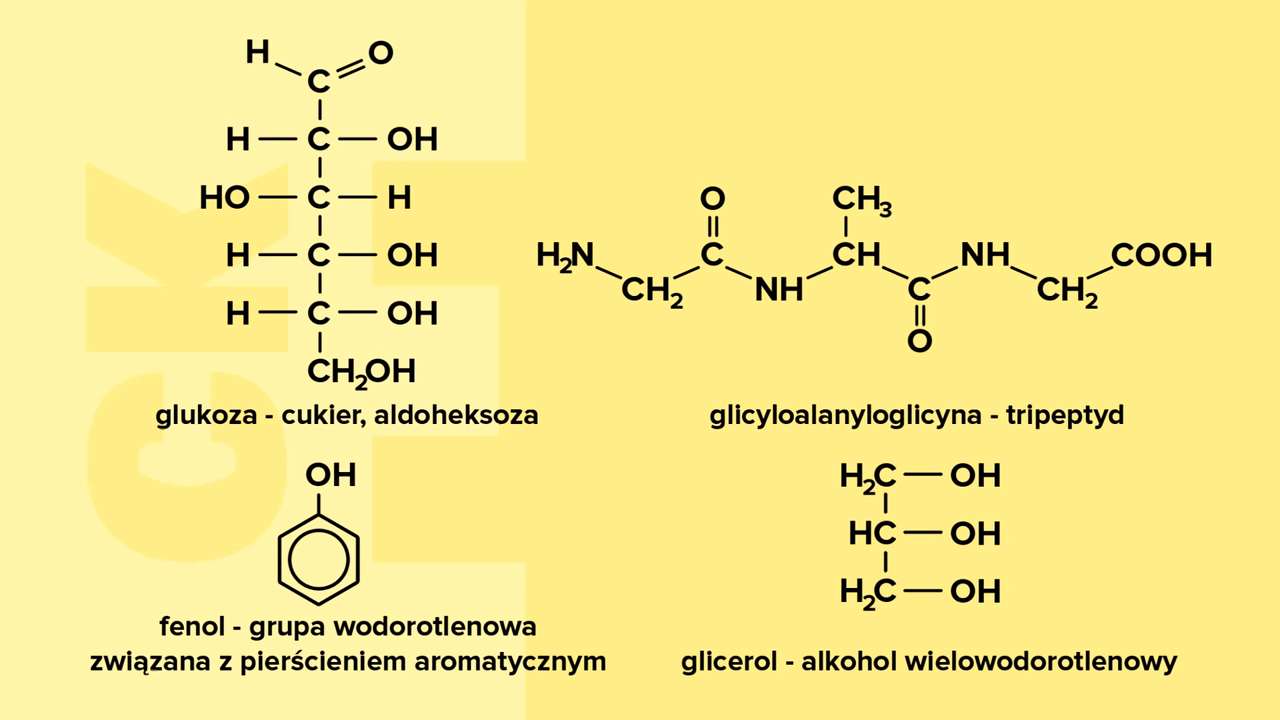 H O
C
H C OH
HO C H
H C OH
H C OH
CH₂OH
glukoza - cukier, aldoheksoza
O CH₃
H₂N C CH NH COOH
CH₂ NH C CH₂
O
glicyloalanyloglicyna - tripeptyd
OH
fenol - grupa wodorotlenowa
związana z pierścieniem aromatycznym
H₂C OH
HC OH
H₂C OH
glicerol - alkohol wielowodorotlenowy
CK